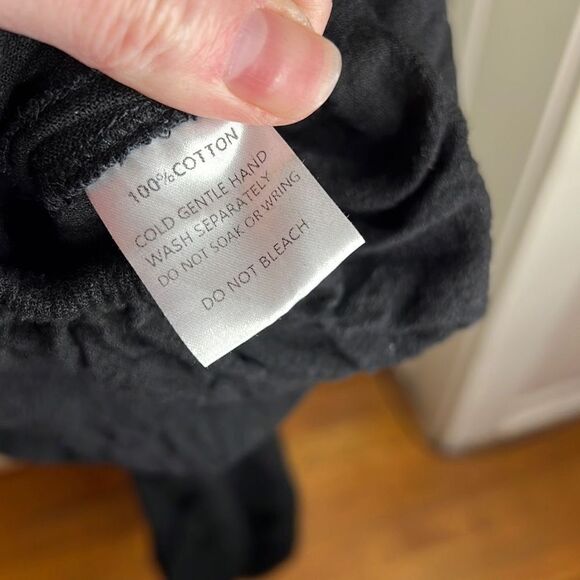 100%COTTON
COLD GENTLE HAND
WASH SEPARATELY
DO NOT SOAK OR WRING
DO NOT BLEACH